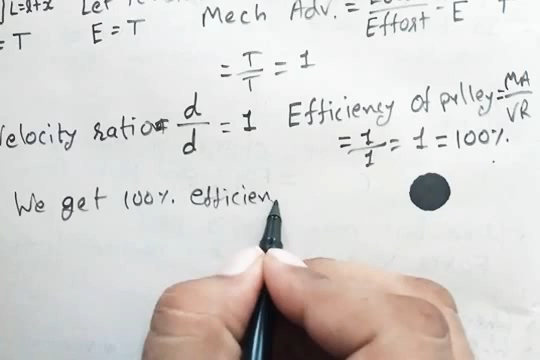 L=l+x Let
= T E = T Mech Adv. = Effort E T
= T/T = 1
Velocity ratio = d/d = 1 Efficiency of pulley = MA/VR
= 1/1 = 1 = 100%.
We get 100%. efficien